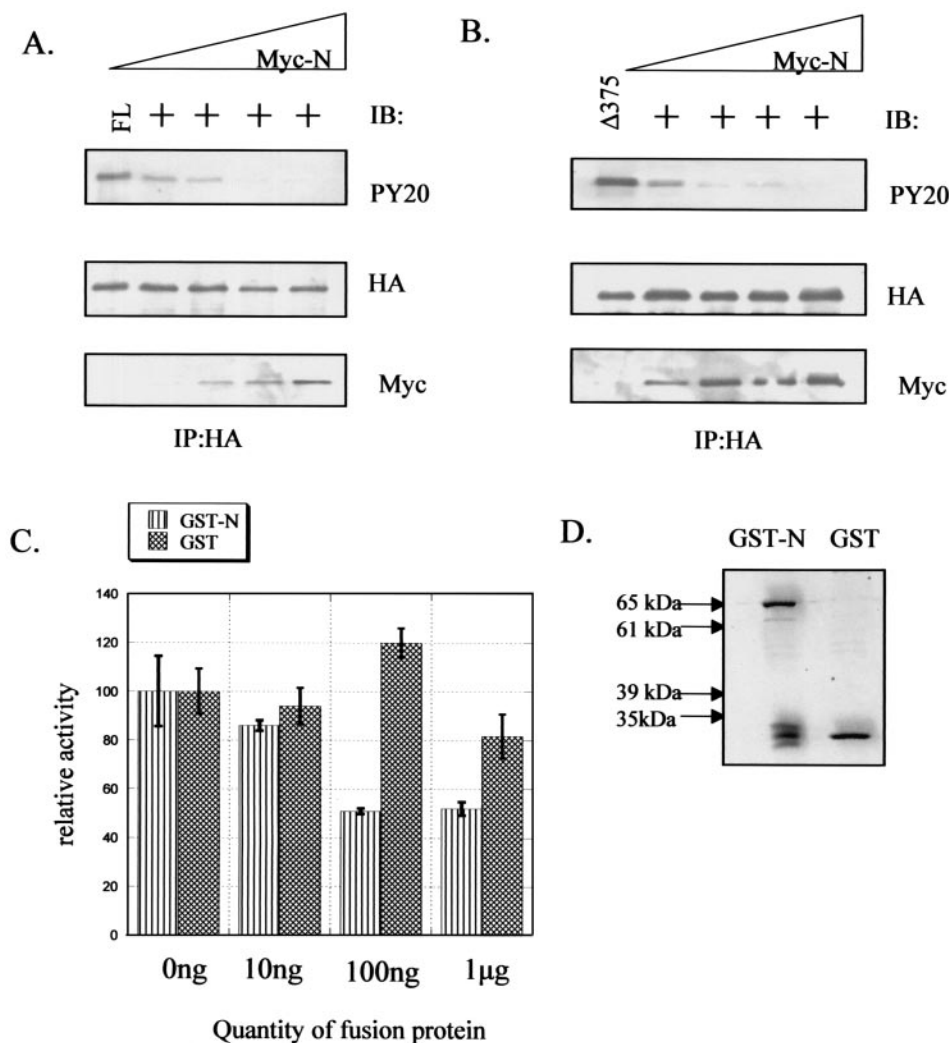 A.
Myc-N
FL + + + + IB:
PY20
HA
Myc
IP:HA
B.
Myc-N
Δ375 + + + + IB:
PY20
HA
Myc
IP:HA
C.
GST-N
GST
relative activity
140
120
100
80
60
40
20
0
0ng 10ng 100ng 1µg
Quantity of fusion protein
D.
GST-N GST
65 kDa
61 kDa
39 kDa
35kDa